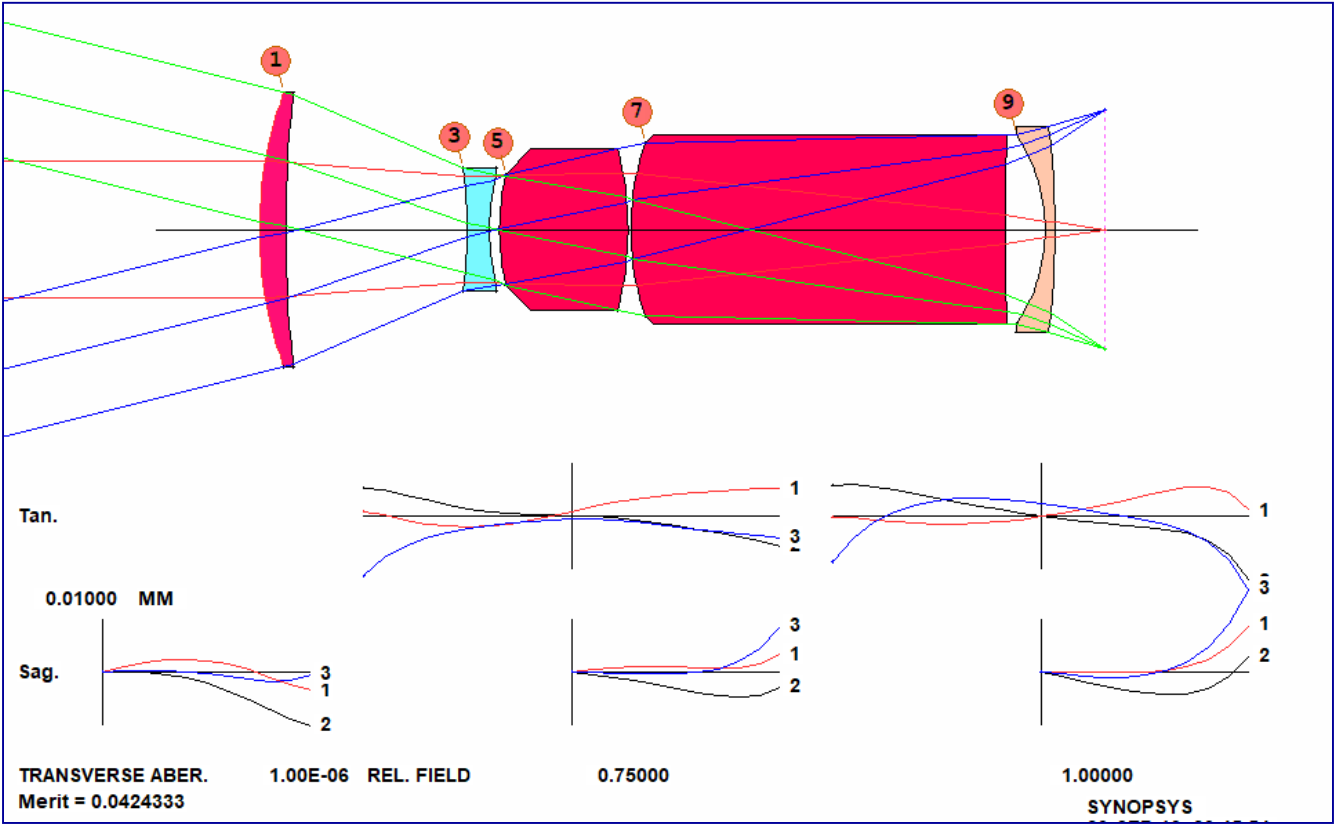 1
3
5
7
9
Tan.
1
3
1
3
0.01000 MM
Sag.
3
1
2
3
1
2
1
2
TRANSVERSE ABER. 1.00E-06 REL. FIELD 0.75000 1.00000
Merit = 0.0424333
SYNOPSYS